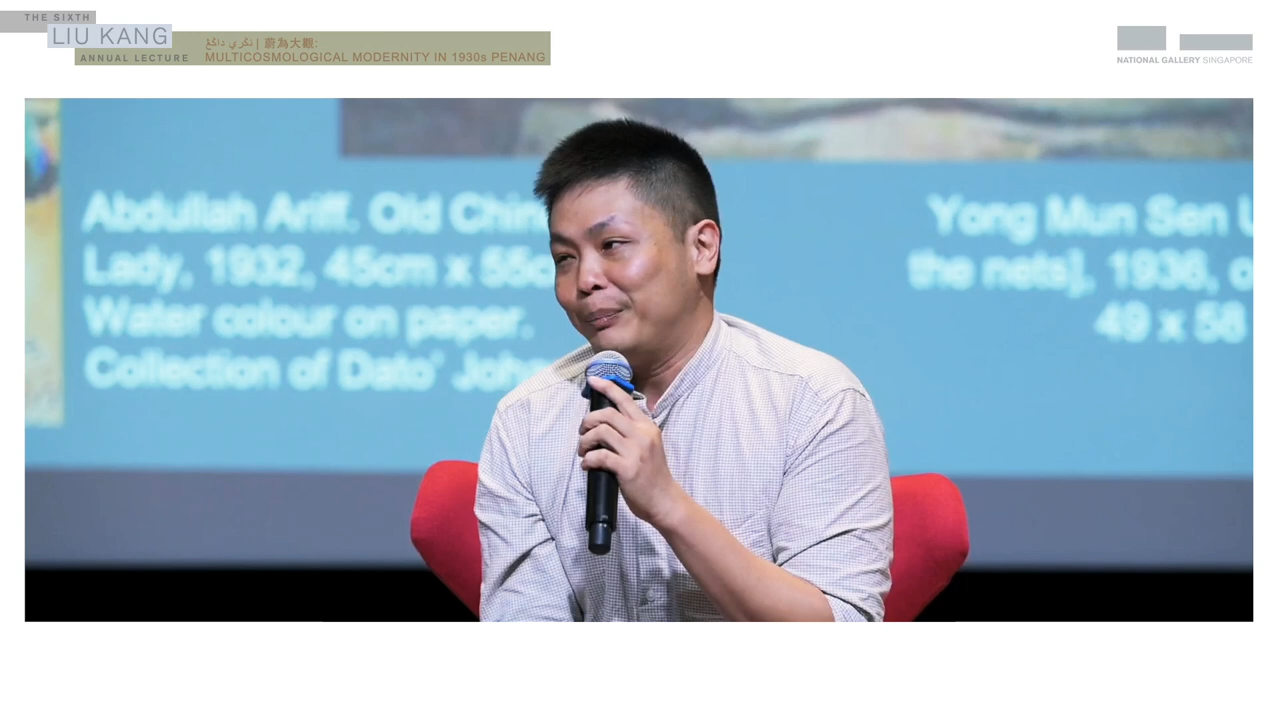 THE SIXTH
LIU KANG
ANNUAL LECTURE
نݢري داݢڠ | 蔚為大觀:
MULTICOSMOLOGICAL MODERNITY IN 1930s PENANG
NATIONAL GALLERY SINGAPORE
Abdullah Ariff. Old Chin
Lady, 1932, 45cm x 55c
Water colour on paper.
Collection of Dato' Joh
Yong Mun Sen U
the nets], 1936, o
49 x 58